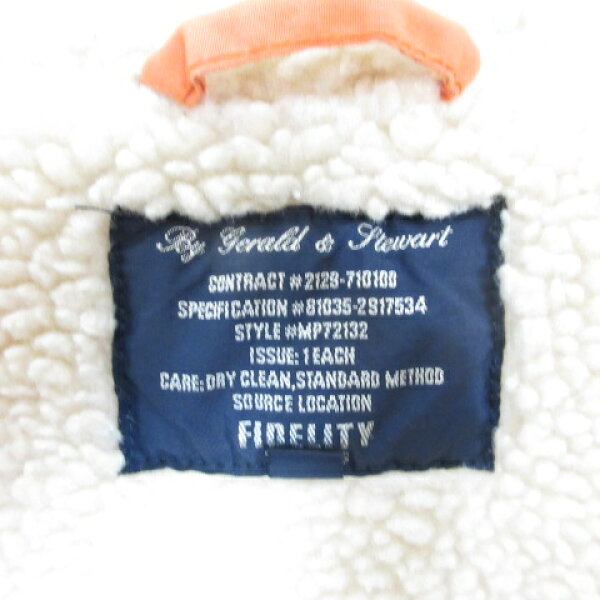 By Gerald & Stewart
CONTRACT #2129-710100
SPECIFICATION #81035-2917534
STYLE #MP72132
ISSUE: 1 EACH
CARE: DRY CLEAN, STANDARD METHOD
SOURCE LOCATION
FIDELITY